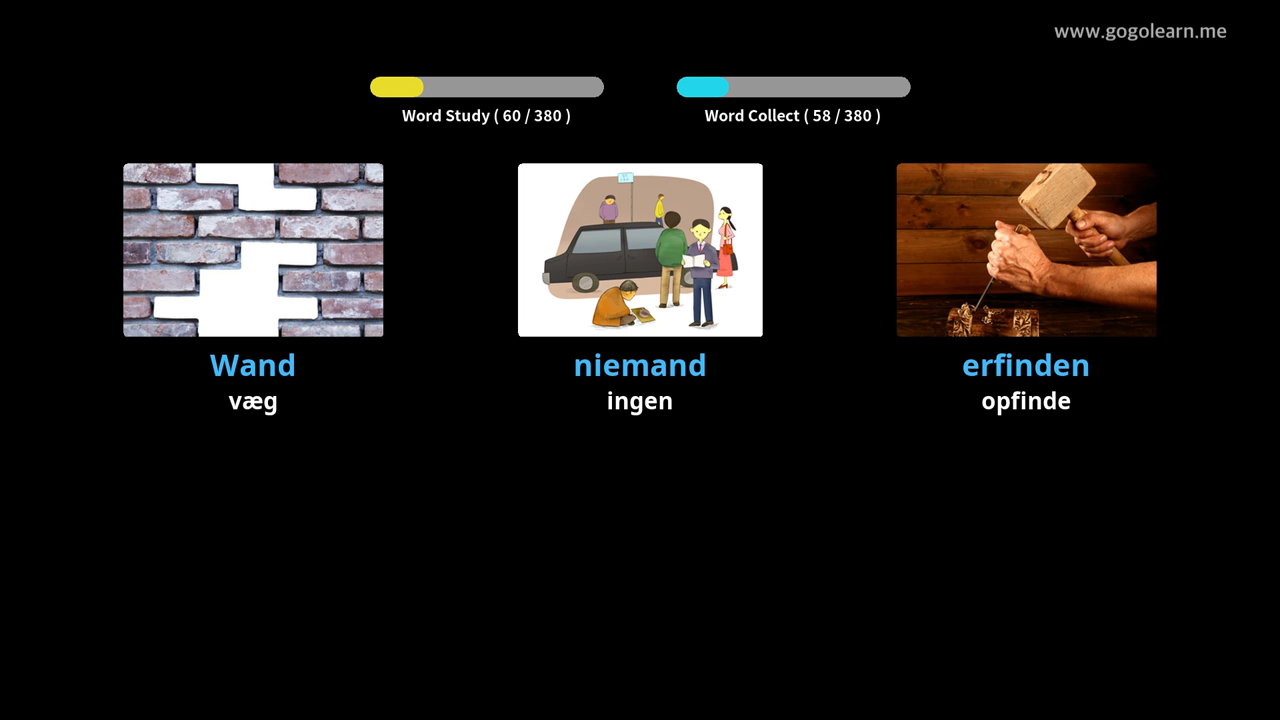 www.gogolearn.me
Word Study ( 60 / 380 )
Word Collect ( 58 / 380 )
Wand
væg
niemand
ingen
erfinden
opfinde